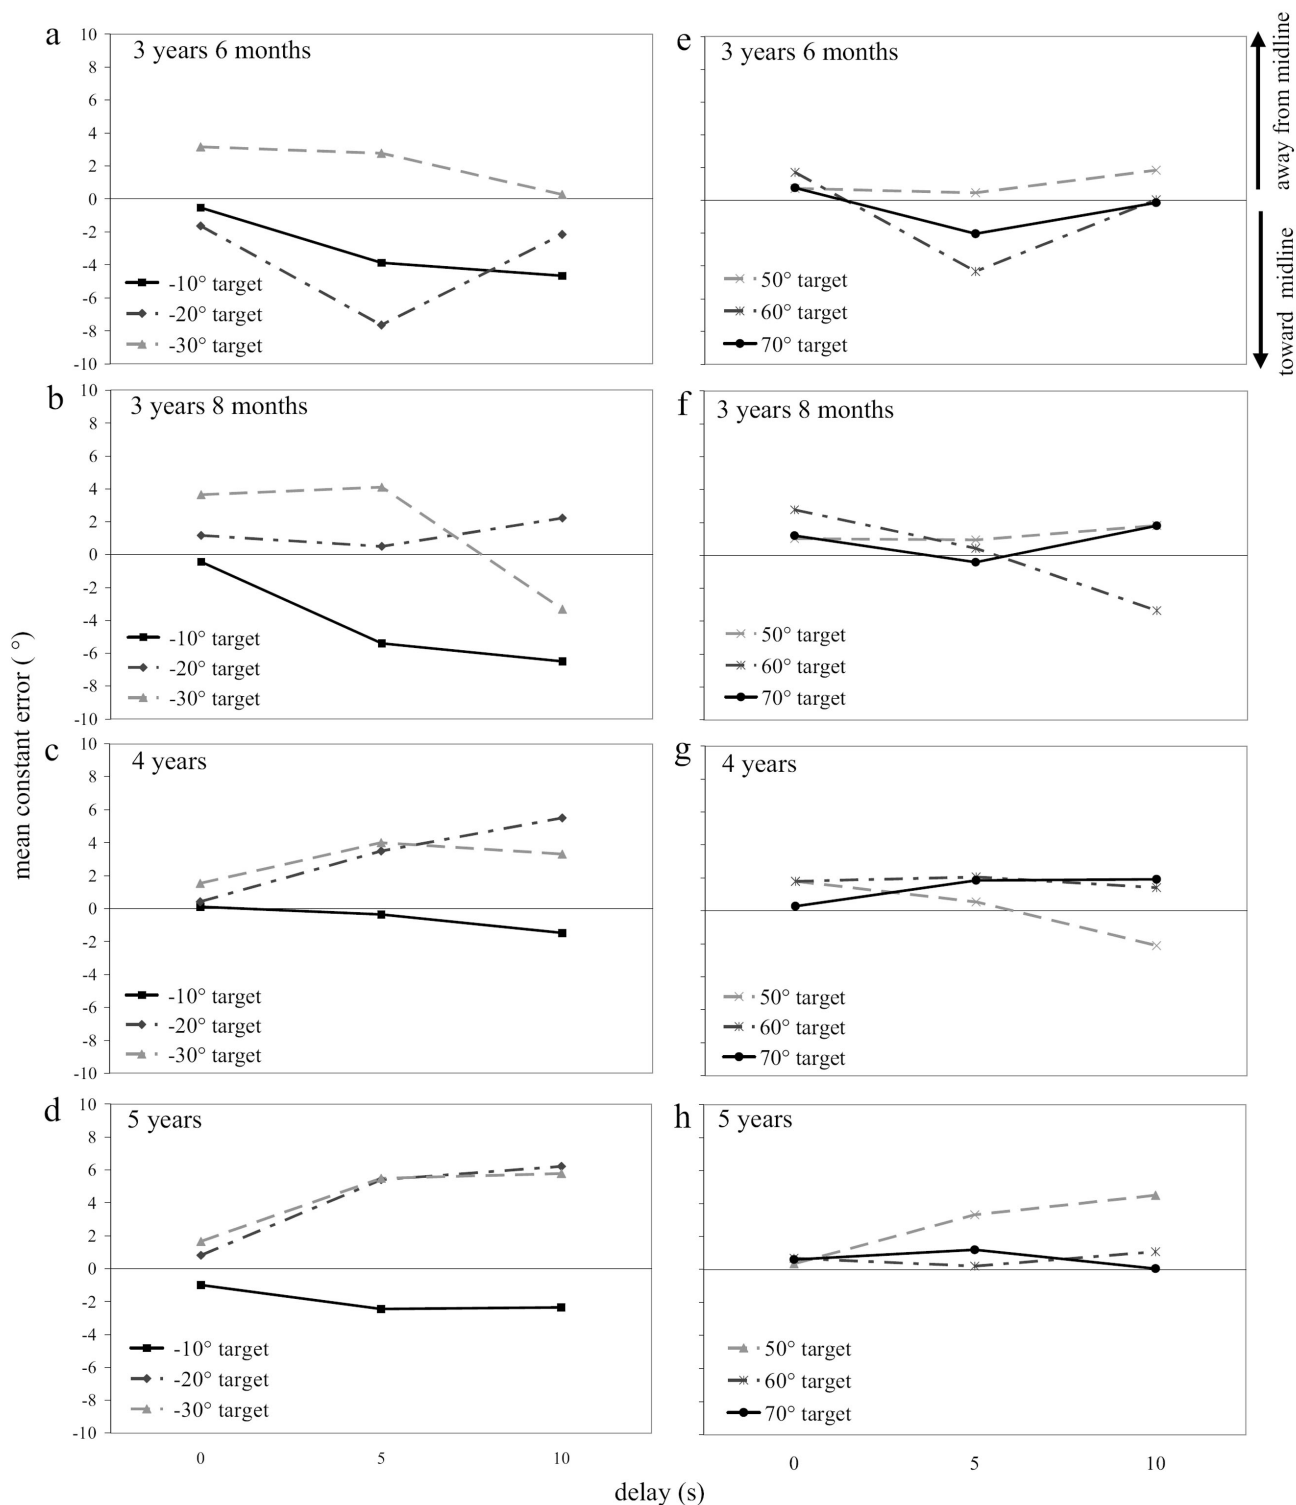 a
3 years 6 months
10
8
6
4
2
0
-2
-4
-6
-8
-10
-10° target
-20° target
-30° target
e
3 years 6 months
50° target
60° target
70° target
away from midline
toward midline
b
3 years 8 months
10
8
6
4
2
0
-2
-4
-6
-8
-10
-10° target
-20° target
-30° target
f
3 years 8 months
50° target
60° target
70° target
mean constant error (°)
c
4 years
10
8
6
4
2
0
-2
-4
-6
-8
-10
-10° target
-20° target
-30° target
g
4 years
50° target
60° target
70° target
d
5 years
10
8
6
4
2
0
-2
-4
-6
-8
-10
-10° target
-20° target
-30° target
0 5 10
h
5 years
50° target
60° target
70° target
0 5 10
delay (s)